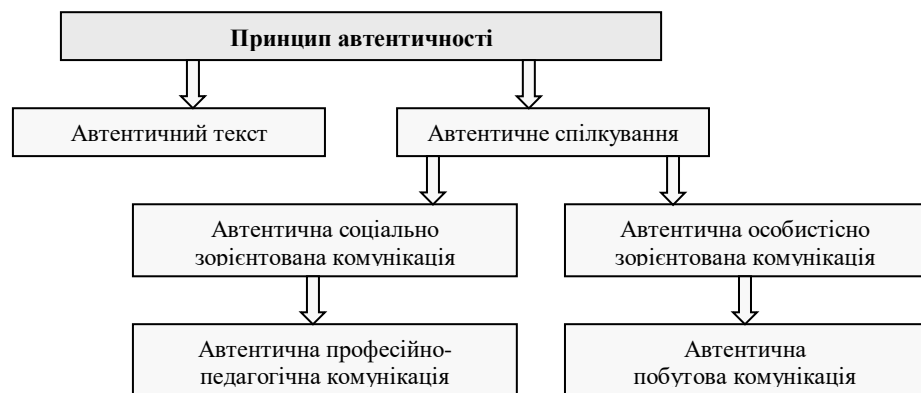 Принцип автентичності
Автентичний текст
Автентичне спілкування
Автентична соціально
зорієнтована комунікація
Автентична особистісно
зорієнтована комунікація
Автентична професійно-
педагогічна комунікація
Автентична
побутова комунікація